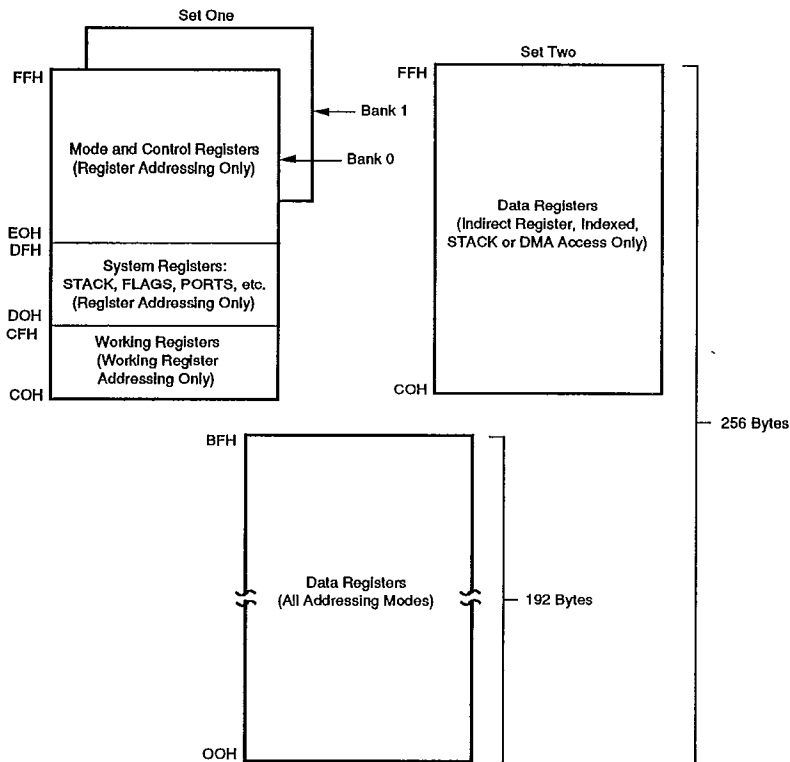 Set One
FFH
Bank 1
Mode and Control Registers
(Register Addressing Only)
Bank 0
EOH
DFH
System Registers:
STACK, FLAGS, PORTS, etc.
(Register Addressing Only)
DOH
CFH
Working Registers
(Working Register
Addressing Only)
COH
Set Two
FFH
Data Registers
(Indirect Register, Indexed,
STACK or DMA Access Only)
COH
256 Bytes
BFH
Data Registers
(All Addressing Modes)
192 Bytes
OOH